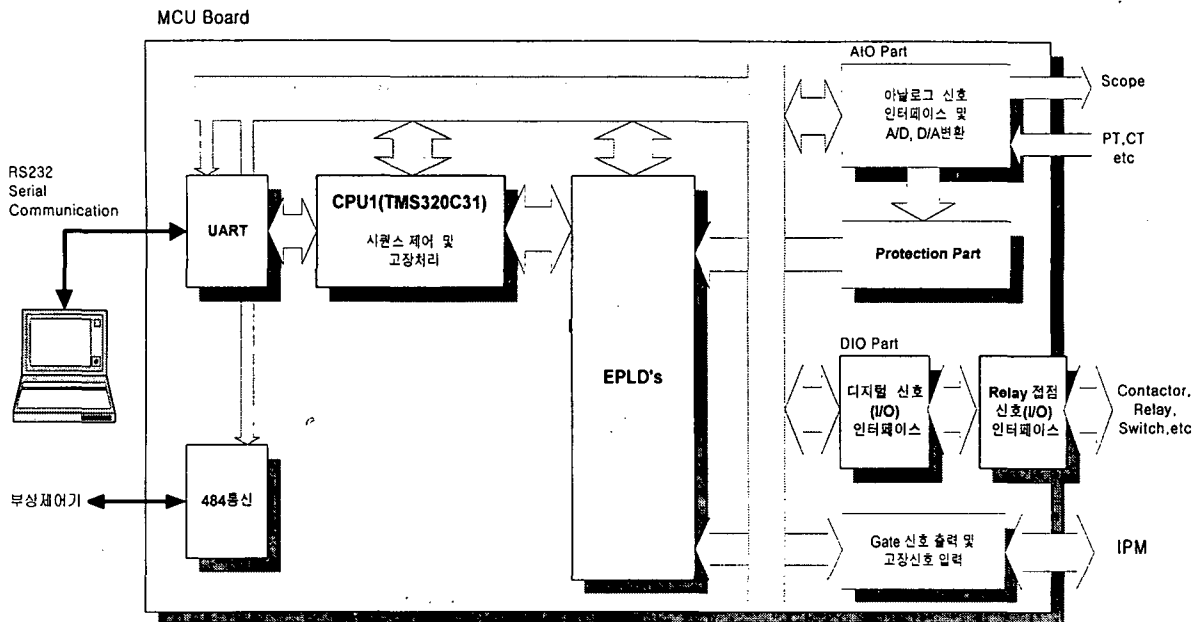 MCU Board
AIO Part
아날로그 신호
인터페이스 및
A/D, D/A변환
Scope
PT,CT
etc
RS232
Serial
Communication
UART
CPU1(TMS320C31)
시퀀스 제어 및
고장처리
Protection Part
EPLD's
DIO Part
디지털 신호
(I/O)
인터페이스
Relay 접점
신호(I/O)
인터페이스
Contactor,
Relay,
Switch,etc
부상제어기
484통신
Gate 신호 출력 및
고장신호 입력
IPM